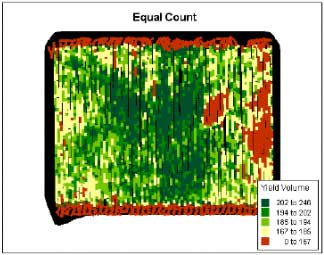 Equal Count
Yield Volume
202 to 246
194 to 202
185 to 194
167 to 185
0 to 167